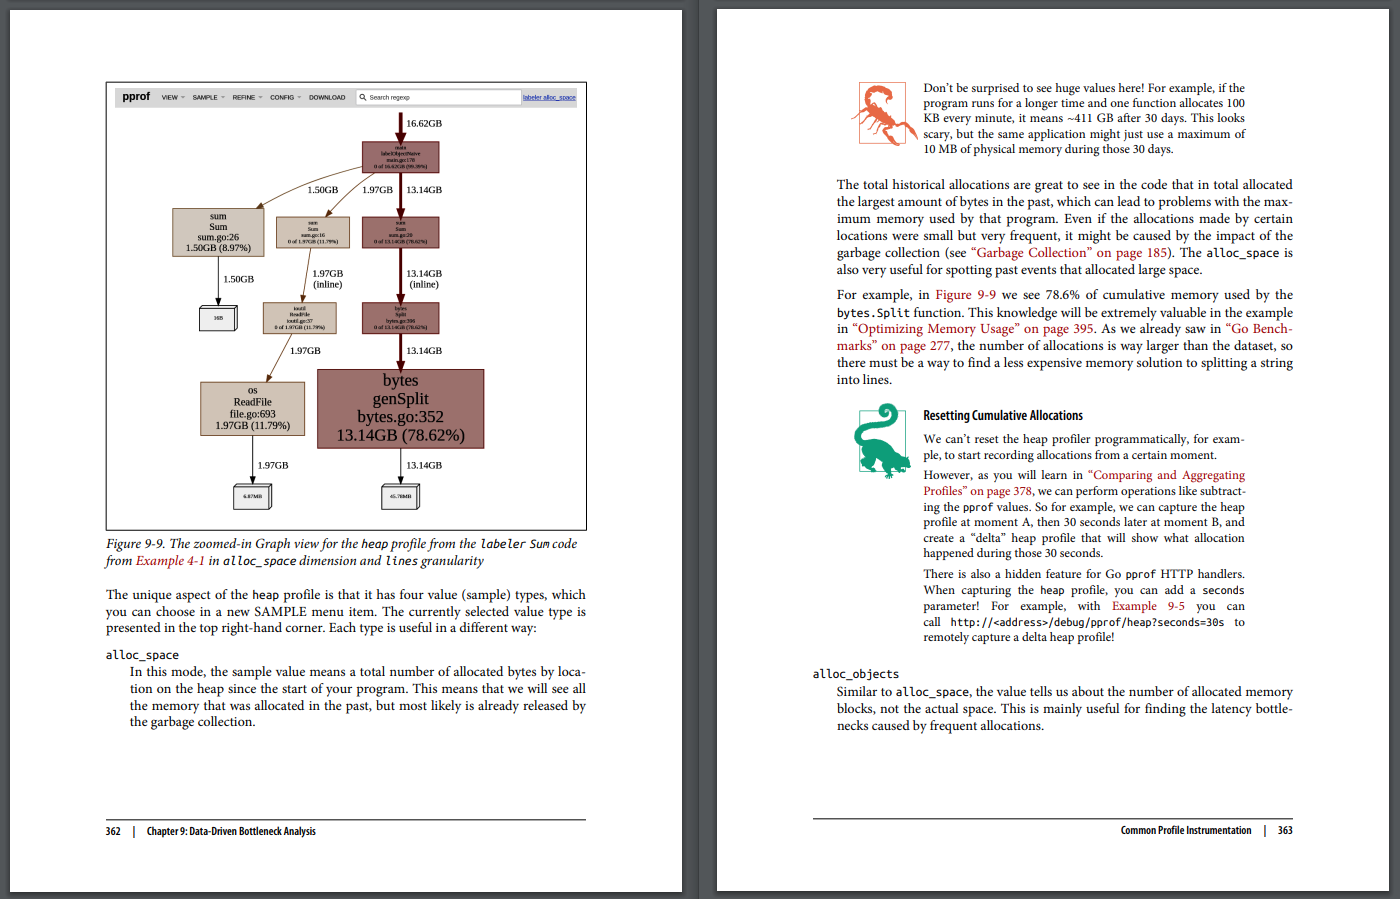 pprof VIEW SAMPLE REFINE CONFIG DOWNLOAD Search regexp labeler alloc_space
16.62GB
main
labelObjectNaive
main.go:170
0 of 16.62GB (99.39%)
1.50GB 1.97GB 13.14GB
sum
Sum
sum.go:26
1.50GB (8.97%)
sum
Sum
sum.go:16
0 of 1.97GB (11.79%)
sum
Sum
sum.go:20
0 of 13.14GB (78.62%)
1.50GB
1.97GB
(inline)
13.14GB
(inline)
16B
ioutil
ReadFile
ioutil.go:37
0 of 1.97GB (11.79%)
bytes
Split
bytes.go:398
0 of 13.14GB (78.62%)
1.97GB 13.14GB
os
ReadFile
file.go:693
1.97GB (11.79%)
bytes
genSplit
bytes.go:352
13.14GB (78.62%)
1.97GB 13.14GB
6.87MB 45.78MB
Figure 9-9. The zoomed-in Graph view for the heap profile from the labeler Sum code
from Example 4-1 in alloc_space dimension and lines granularity
The unique aspect of the heap profile is that it has four value (sample) types, which
you can choose in a new SAMPLE menu item. The currently selected value type is
presented in the top right-hand corner. Each type is useful in a different way:
alloc_space
In this mode, the sample value means a total number of allocated bytes by loca-
tion on the heap since the start of your program. This means that we will see all
the memory that was allocated in the past, but most likely is already released by
the garbage collection.
362 | Chapter 9: Data-Driven Bottleneck Analysis
Don't be surprised to see huge values here! For example, if the
program runs for a longer time and one function allocates 100
KB every minute, it means ~411 GB after 30 days. This looks
scary, but the same application might just use a maximum of
10 MB of physical memory during those 30 days.
The total historical allocations are great to see in the code that in total allocated
the largest amount of bytes in the past, which can lead to problems with the max-
imum memory used by that program. Even if the allocations made by certain
locations were small but very frequent, it might be caused by the impact of the
garbage collection (see “Garbage Collection” on page 185). The alloc_space is
also very useful for spotting past events that allocated large space.
For example, in Figure 9-9 we see 78.6% of cumulative memory used by the
bytes.Split function. This knowledge will be extremely valuable in the example
in “Optimizing Memory Usage” on page 395. As we already saw in “Go Bench-
marks” on page 277, the number of allocations is way larger than the dataset, so
there must be a way to find a less expensive memory solution to splitting a string
into lines.
Resetting Cumulative Allocations
We can't reset the heap profiler programmatically, for exam-
ple, to start recording allocations from a certain moment.
However, as you will learn in “Comparing and Aggregating
Profiles” on page 378, we can perform operations like subtract-
ing the pprof values. So for example, we can capture the heap
profile at moment A, then 30 seconds later at moment B, and
create a “delta” heap profile that will show what allocation
happened during those 30 seconds.
There is also a hidden feature for Go pprof HTTP handlers.
When capturing the heap profile, you can add a seconds
parameter! For example, with Example 9-5 you can
call http://<address>/debug/pprof/heap?seconds=30s to
remotely capture a delta heap profile!
alloc_objects
Similar to alloc_space, the value tells us about the number of allocated memory
blocks, not the actual space. This is mainly useful for finding the latency bottle-
necks caused by frequent allocations.
Common Profile Instrumentation | 363